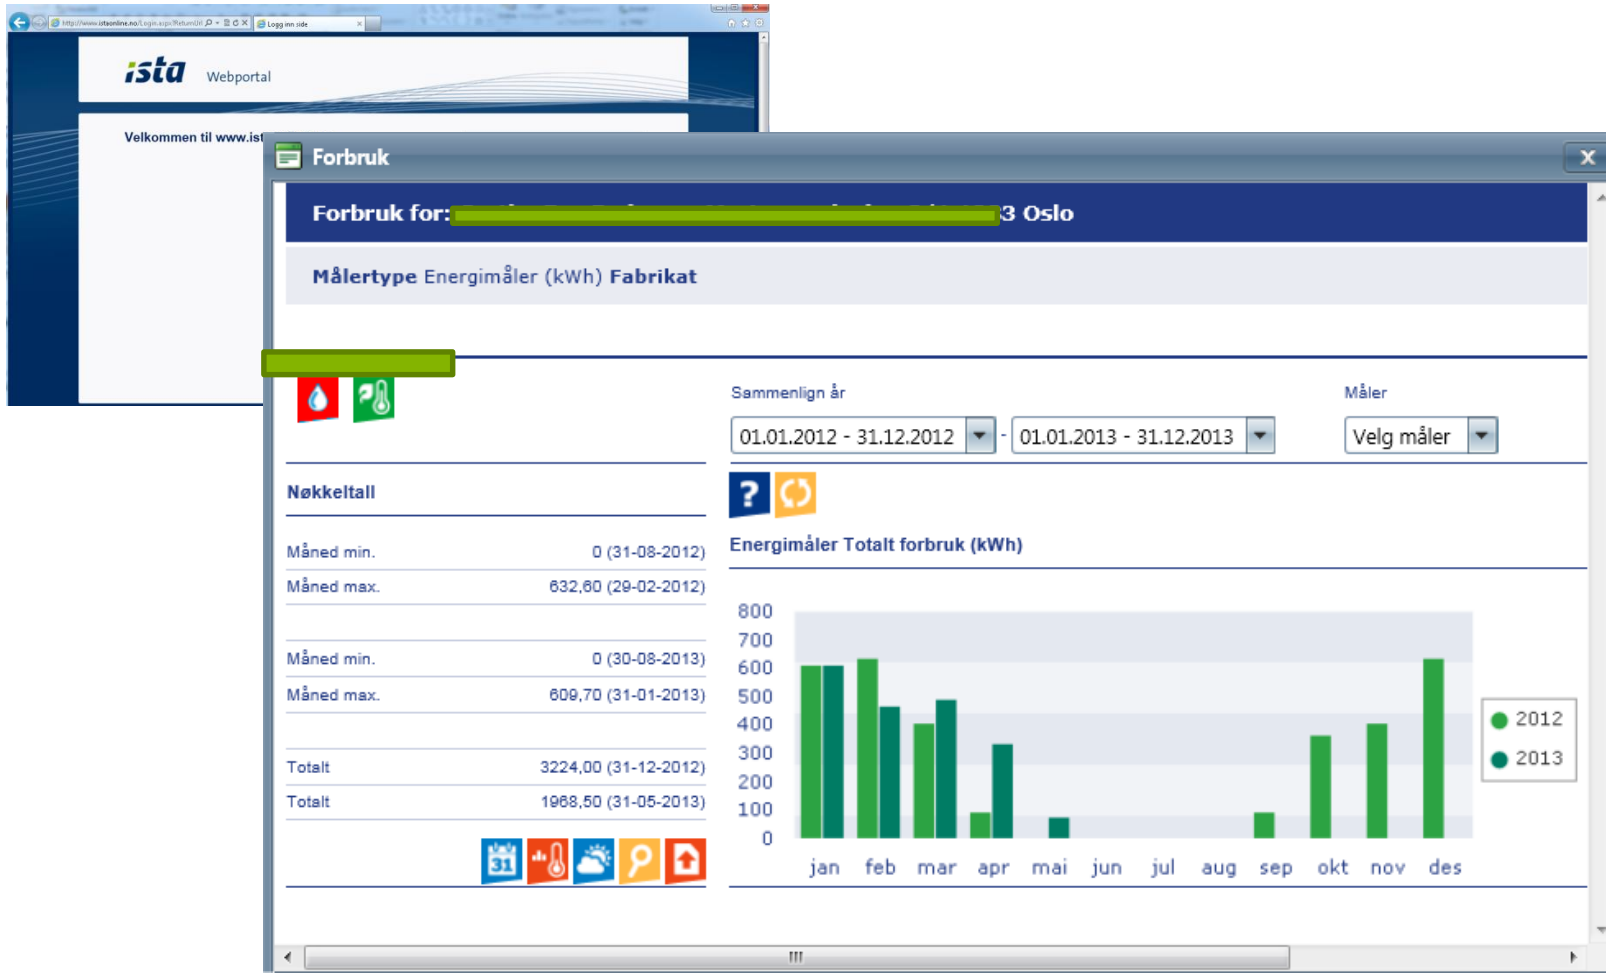 Logg inn side
ista Webportal
Velkommen til www.ist
Forbruk
Forbruk for: 3 Oslo
Målertype Energimåler (kWh) Fabrikat
Sammenlign år
Måler
01.01.2012 - 31.12.2012 - 01.01.2013 - 31.12.2013
Velg måler
Nøkkeltall
Måned min. 0 (31-08-2012)
Måned max. 632,60 (29-02-2012)
Måned min. 0 (30-08-2013)
Måned max. 609,70 (31-01-2013)
Totalt 3224,00 (31-12-2012)
Totalt 1968,50 (31-05-2013)
31
?
Energimåler Totalt forbruk (kWh)
800
700
600
500
400
300
200
100
0
jan feb mar apr mai jun jul aug sep okt nov des
2012
2013